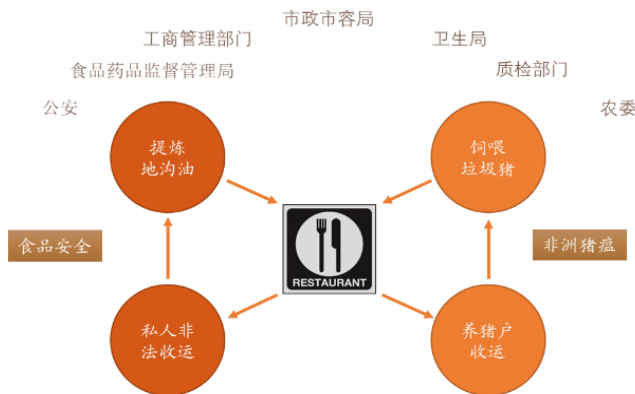 市政市容局
工商管理部门
卫生局
食品药品监督管理局
质检部门
公安
农委
提炼
地沟油
饲喂
垃圾猪
食品安全
非洲猪瘟
RESTAURANT
私人非
法收运
养猪户
收运